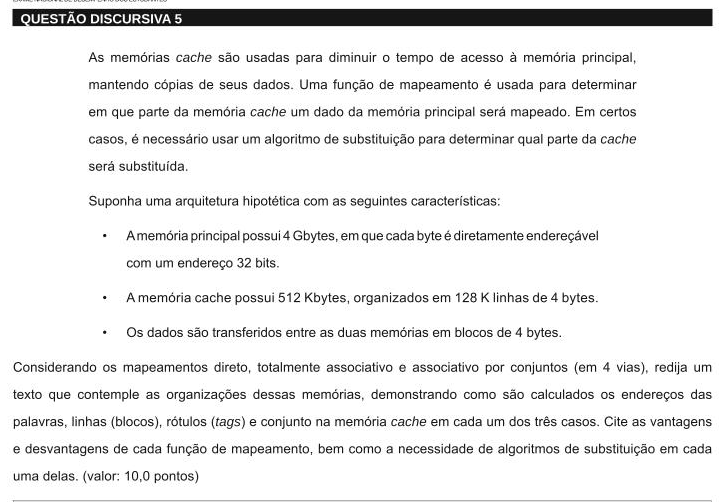 QUESTÃO DISCURSIVA 5
As memórias cache são usadas para diminuir o tempo de acesso à memória principal,
mantendo cópias de seus dados. Uma função de mapeamento é usada para determinar
em que parte da memória cache um dado da memória principal será mapeado. Em certos
casos, é necessário usar um algoritmo de substituição para determinar qual parte da cache
será substituída.
Suponha uma arquitetura hipotética com as seguintes características:
• A memória principal possui 4 Gbytes, em que cada byte é diretamente endereçável
com um endereço 32 bits.
• A memória cache possui 512 Kbytes, organizados em 128 K linhas de 4 bytes.
• Os dados são transferidos entre as duas memórias em blocos de 4 bytes.
Considerando os mapeamentos direto, totalmente associativo e associativo por conjuntos (em 4 vias), redija um
texto que contemple as organizações dessas memórias, demonstrando como são calculados os endereços das
palavras, linhas (blocos), rótulos (tags) e conjunto na memória cache em cada um dos três casos. Cite as vantagens
e desvantagens de cada função de mapeamento, bem como a necessidade de algoritmos de substituição em cada
uma delas. (valor: 10,0 pontos)